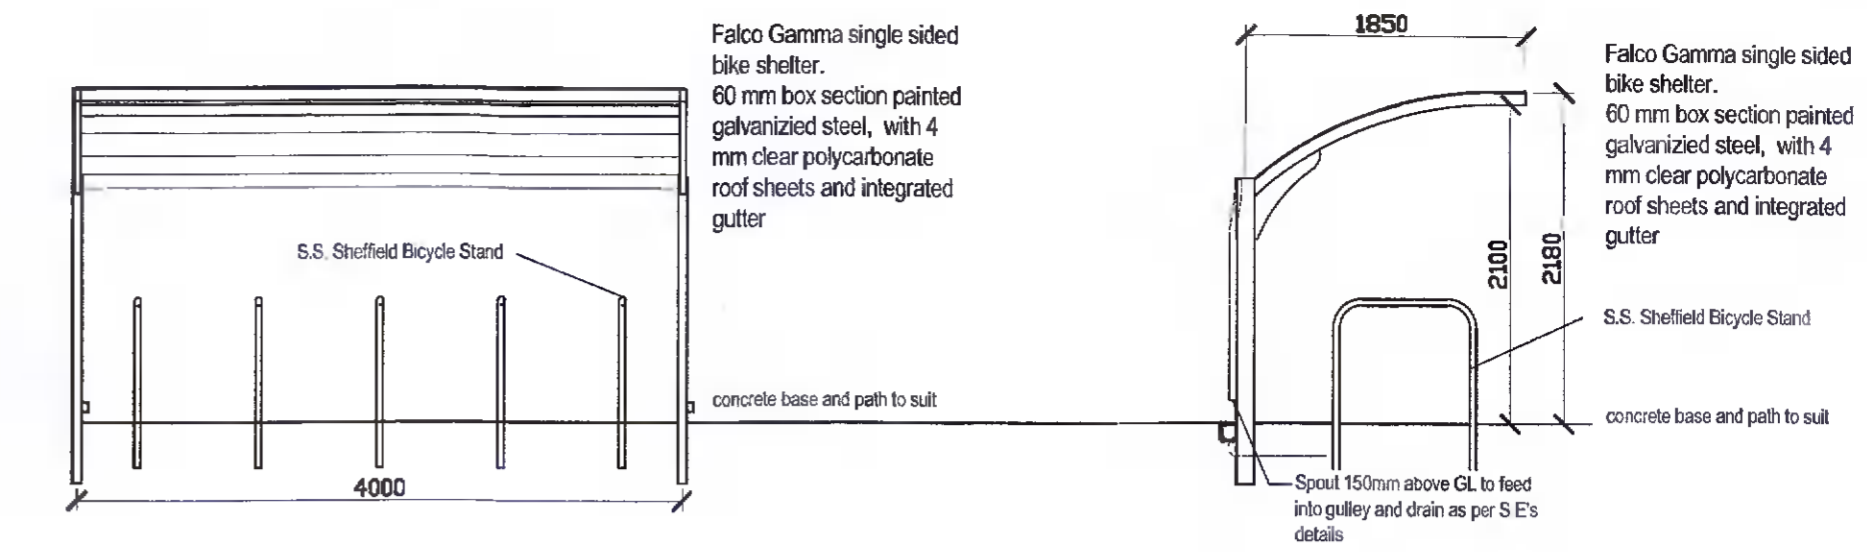 Falco Gamma single sided
bike shelter.
60 mm box section painted
galvanizied steel, with 4
mm clear polycarbonate
roof sheets and integrated
gutter
S.S. Sheffield Bicycle Stand
concrete base and path to suit
4000
1850
Falco Gamma single sided
bike shelter.
60 mm box section painted
galvanizied steel, with 4
mm clear polycarbonate
roof sheets and integrated
gutter
2100
2180
S.S. Sheffield Bicycle Stand
concrete base and path to suit
Spout 150mm above GL to feed
into gulley and drain as per S E's
details